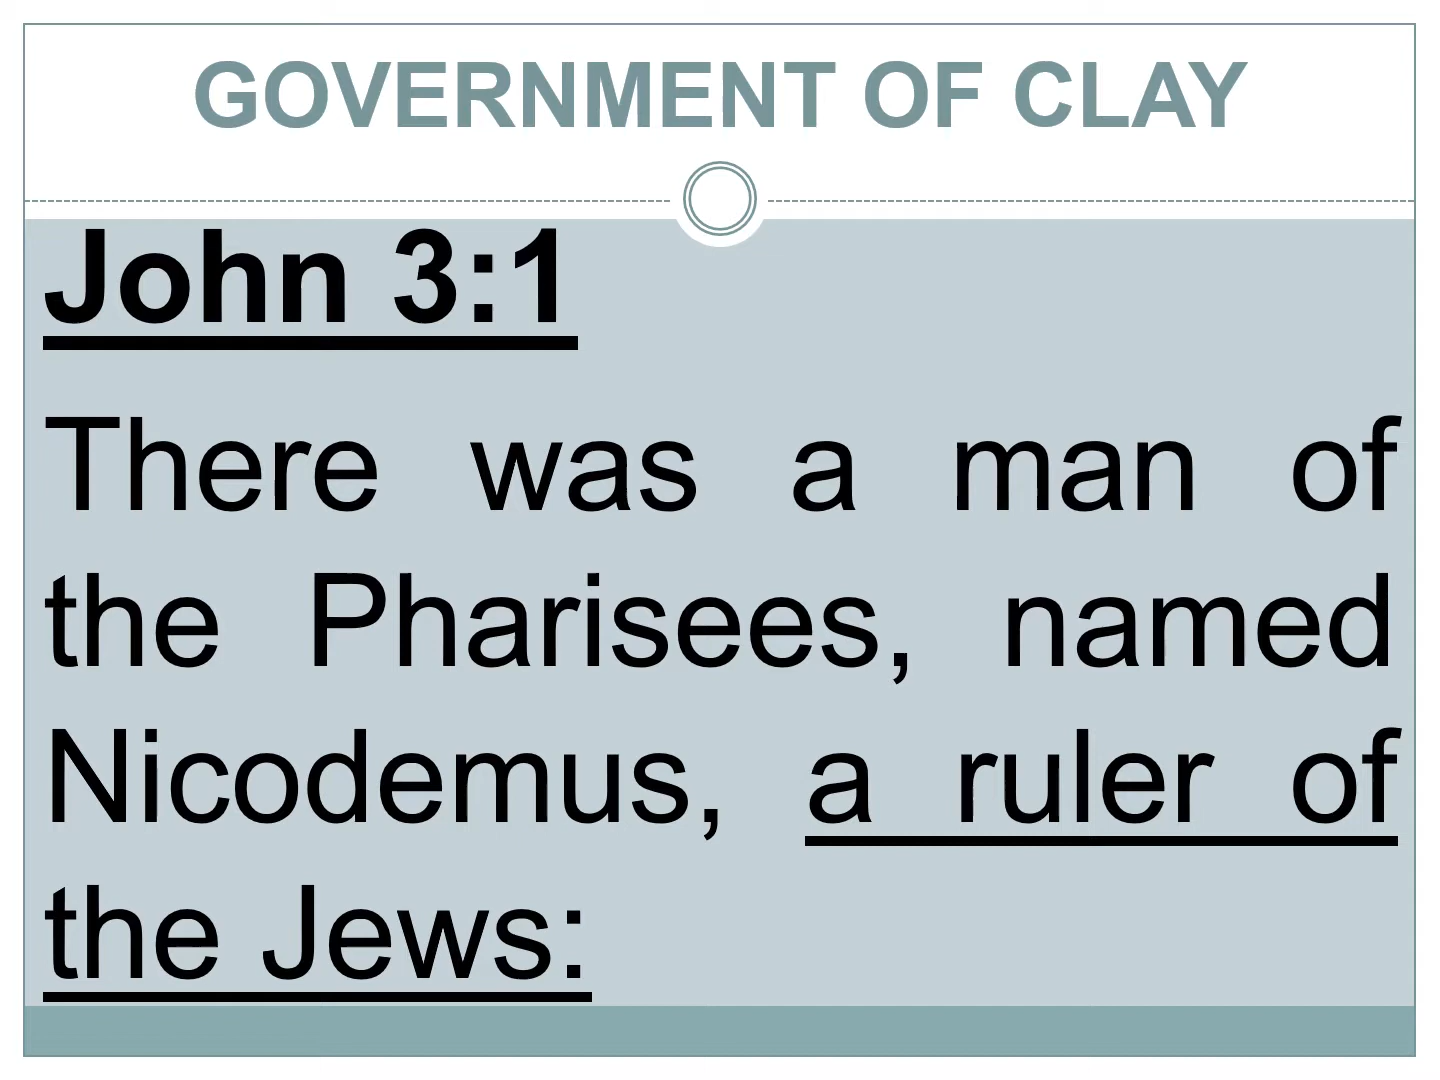 GOVERNMENT OF CLAY
John 3:1
There was a man of
the Pharisees, named
Nicodemus, a ruler of
the Jews: